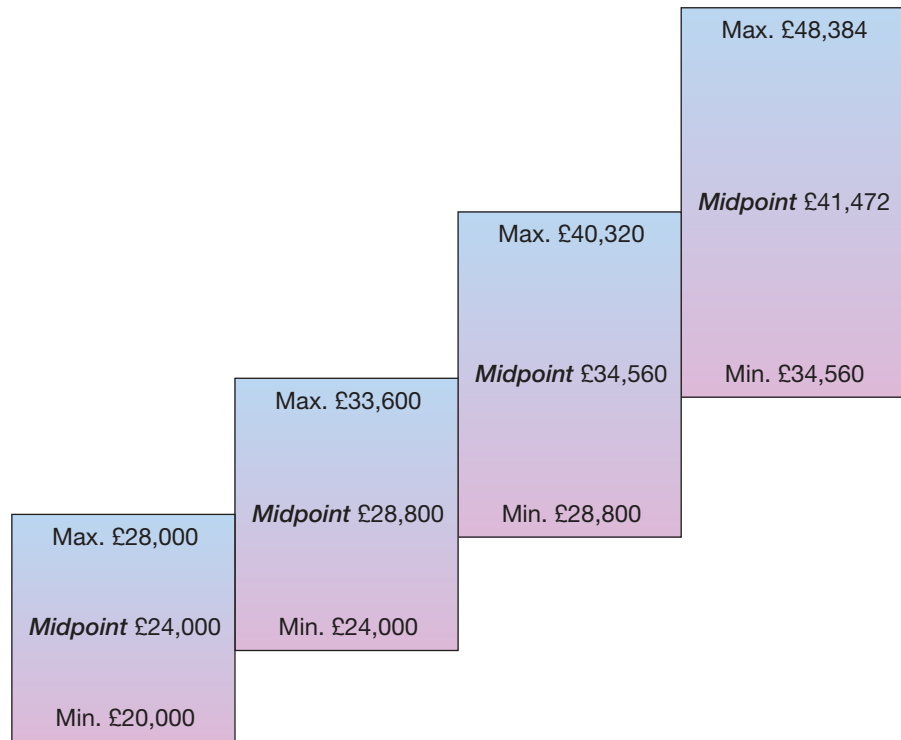 Max. £48,384
Midpoint £41,472
Min. £34,560
Max. £40,320
Midpoint £34,560
Min. £28,800
Max. £33,600
Midpoint £28,800
Min. £24,000
Max. £28,000
Midpoint £24,000
Min. £20,000